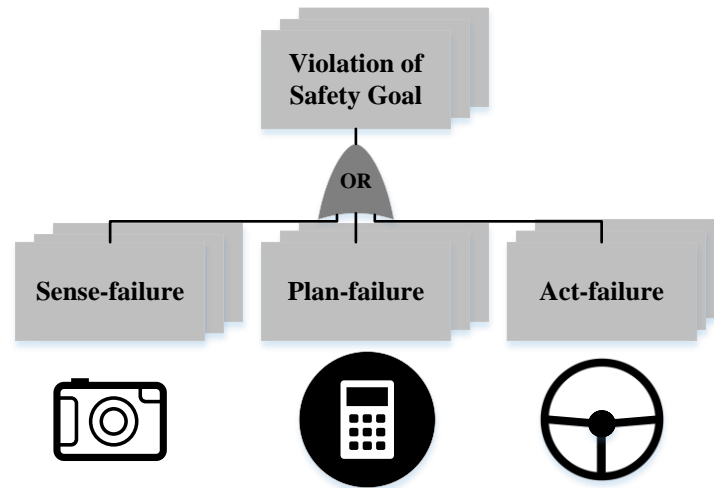 Violation of
Safety Goal
OR
Sense-failure
Plan-failure
Act-failure